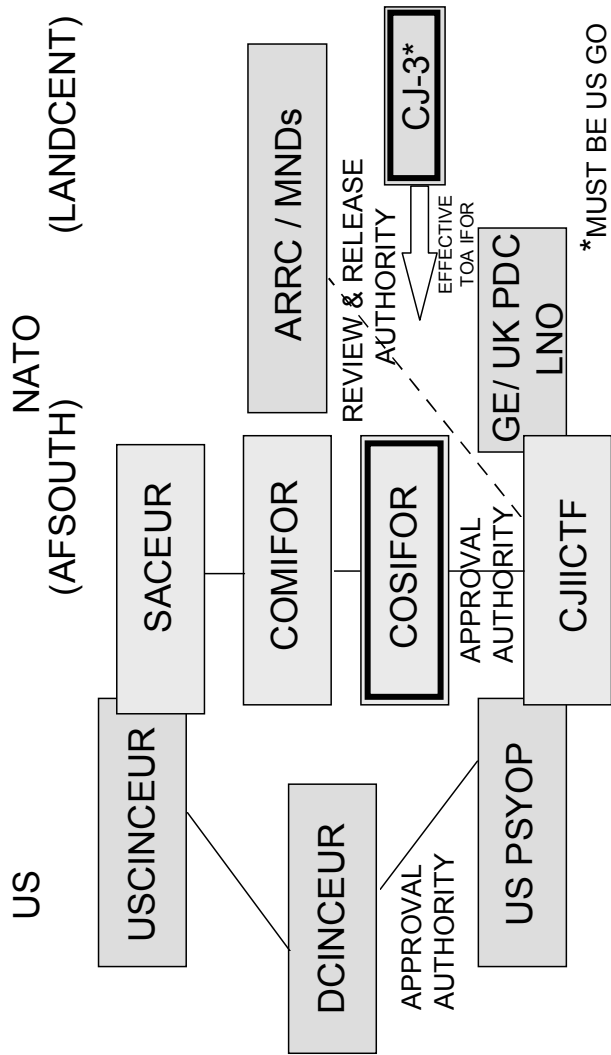 US
NATO
(AFSOUTH)
(LANDCENT)
USCINCEUR
SACEUR
COMIFOR
ARRC / MNDs
DCINCEUR
COSIFOR
REVIEW & RELEASE
AUTHORITY
CJ-3*
EFFECTIVE
TOA IFOR
APPROVAL
AUTHORITY
APPROVAL
AUTHORITY
US PSYOP
CJIICTF
GE/ UK PDC
LNO
*MUST BE US GO